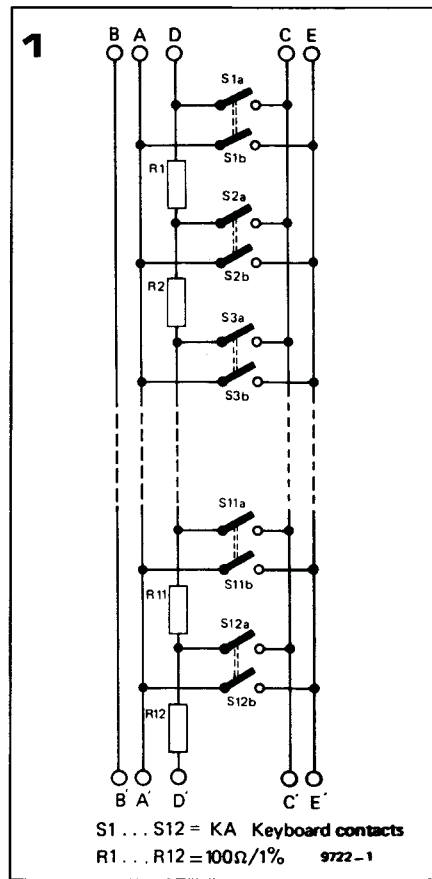 1
B A D C E
S1a
S1b
R1
S2a
S2b
R2
S3a
S3b
S11a
S11b
R11
S12a
S12b
R12
B' A' D' C' E'
S1 ... S12 = KA Keyboard contacts
R1 ... R12 = 100Ω/1% 9722-1